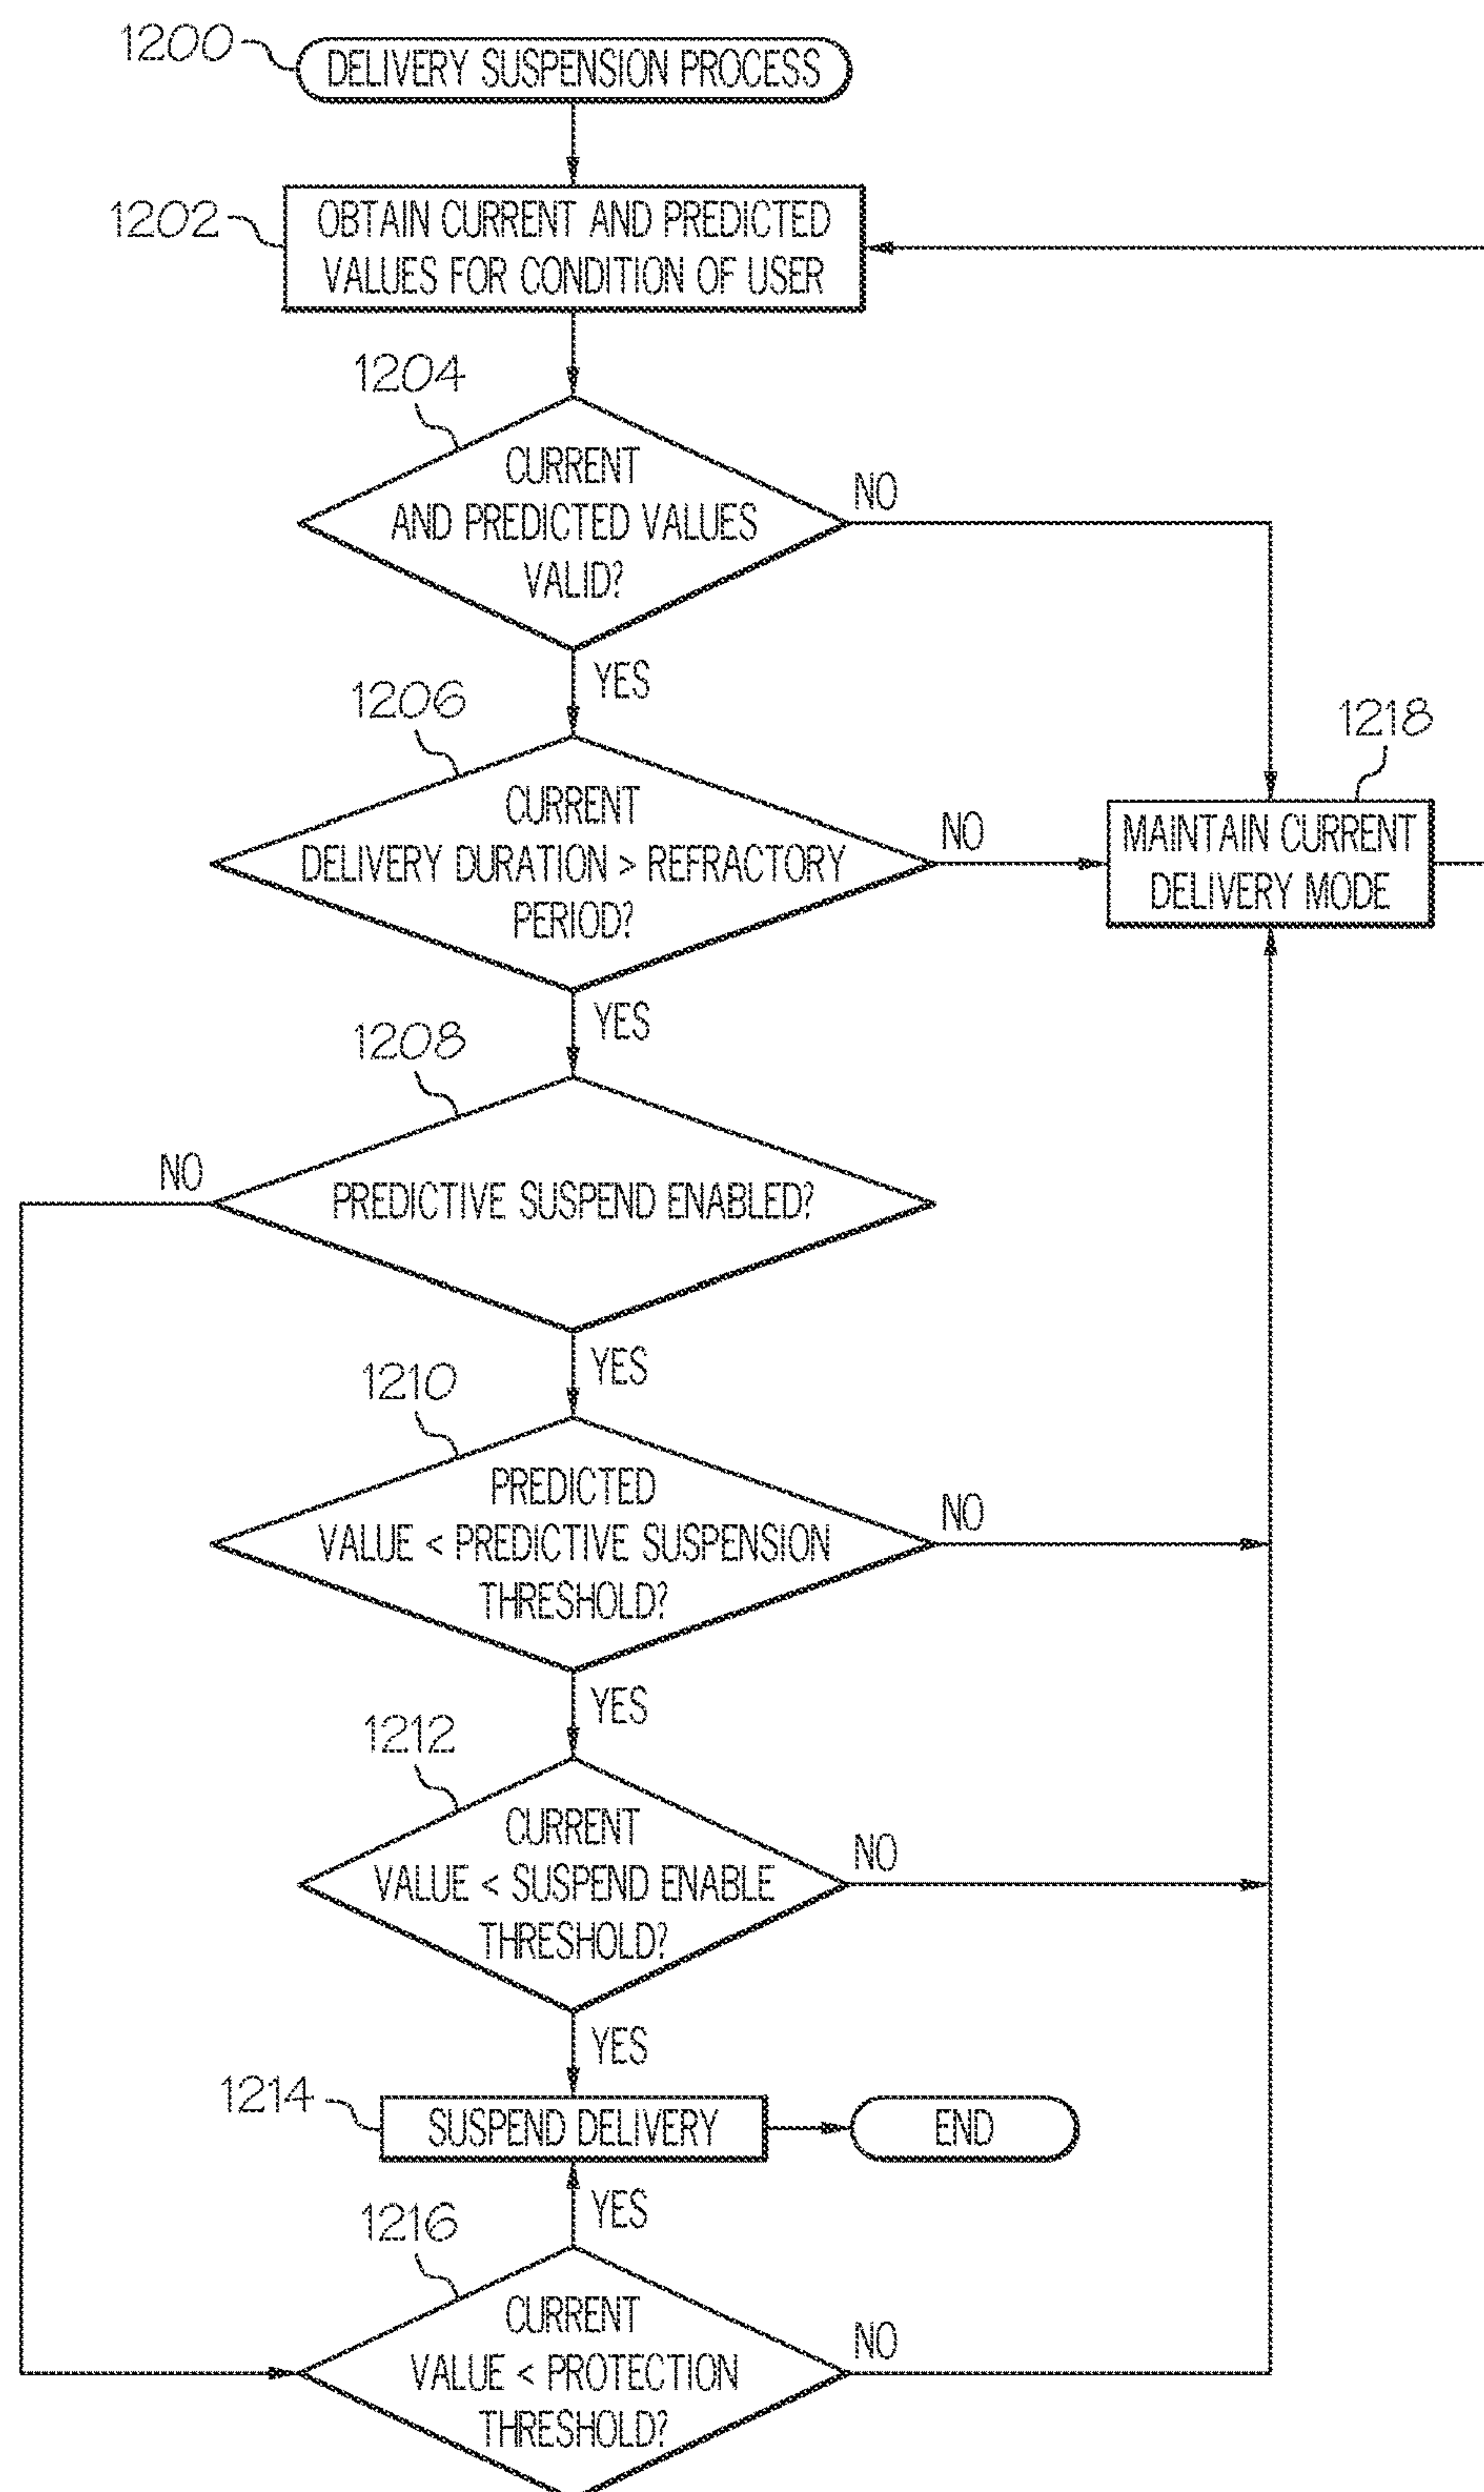 1200
DELIVERY SUSPENSION PROCESS
1202
OBTAIN CURRENT AND PREDICTED
VALUES FOR CONDITION OF USER
1204
CURRENT
AND PREDICTED VALUES
VALID?
NO
YES
1206
CURRENT
DELIVERY DURATION > REFRACTORY
PERIOD?
NO
1218
MAINTAIN CURRENT
DELIVERY MODE
YES
1208
NO
PREDICTIVE SUSPEND ENABLED?
YES
1210
PREDICTED
VALUE < PREDICTIVE SUSPENSION
THRESHOLD?
NO
YES
1212
CURRENT
VALUE < SUSPEND ENABLE
THRESHOLD?
NO
YES
1214
SUSPEND DELIVERY
END
YES
1216
CURRENT
VALUE < PROTECTION
THRESHOLD?
NO